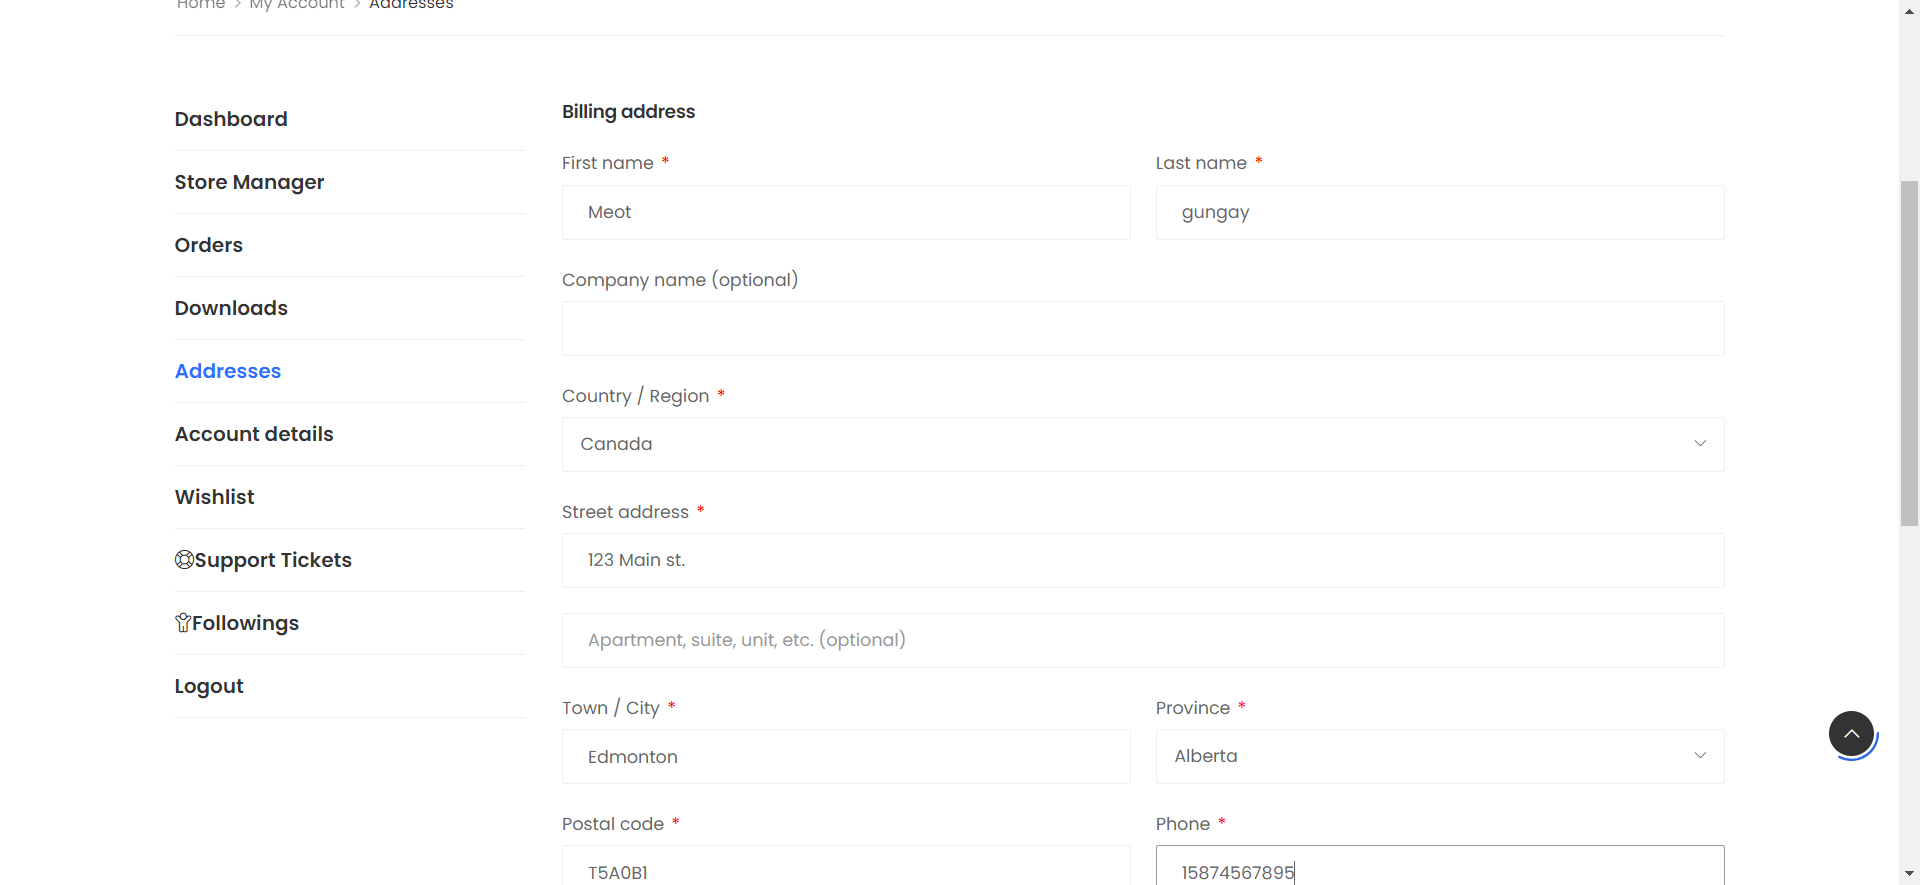 Home > My Account > Addresses
Dashboard
Store Manager
Orders
Downloads
Addresses
Account details
Wishlist
Support Tickets
Followings
Logout
Billing address
First name *
Last name *
Meot
gungay
Company name (optional)
Country / Region *
Canada
Street address *
123 Main st.
Apartment, suite, unit, etc. (optional)
Town / City *
Province *
Edmonton
Alberta
Postal code *
Phone *
T5A0B1
15874567895